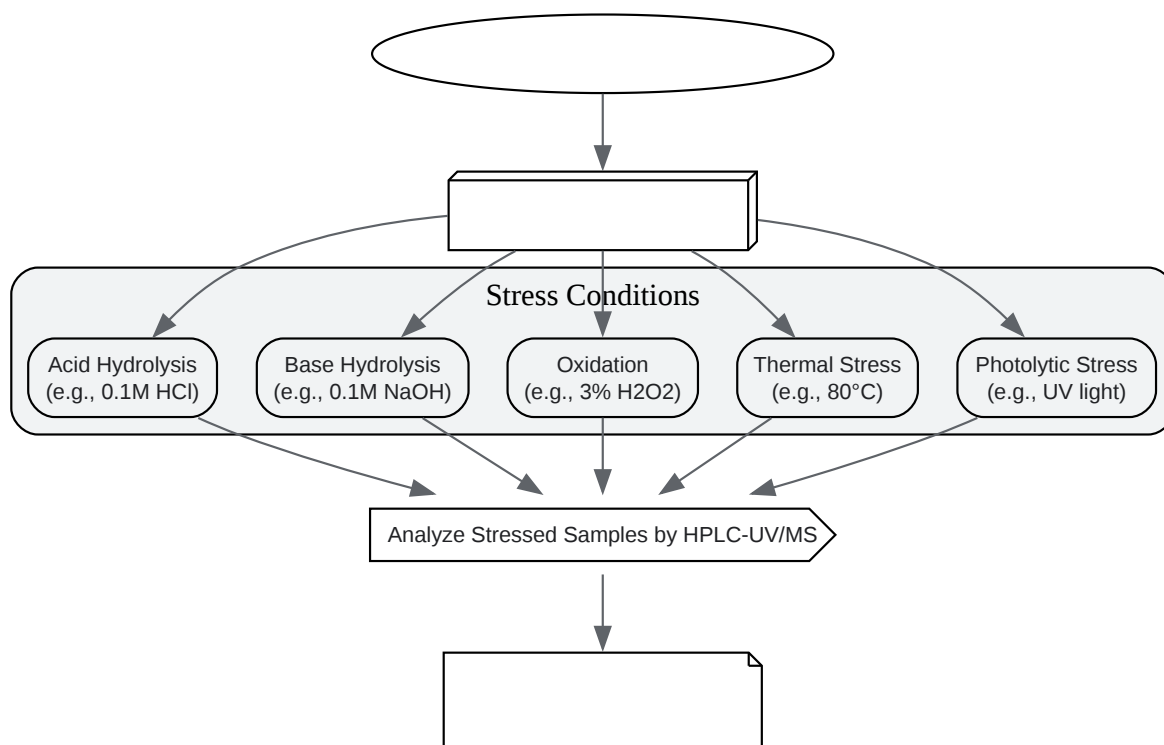 Stress Conditions
Acid Hydrolysis
(e.g., 0.1M HCl)
Base Hydrolysis
(e.g., 0.1M NaOH)
Oxidation
(e.g., 3% H2O2)
Thermal Stress
(e.g., 80°C)
Photolytic Stress
(e.g., UV light)
Analyze Stressed Samples by HPLC-UV/MS